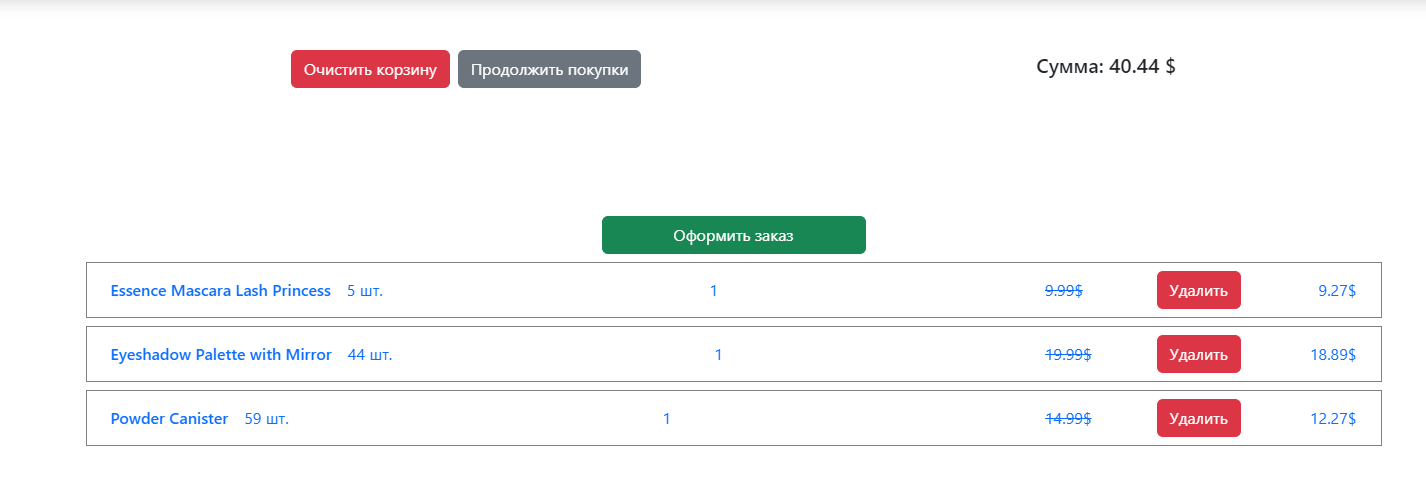 Очистить корзину Продолжить покупки Сумма: 40.44 $
Оформить заказ
Essence Mascara Lash Princess 5 шт. 1 9.99$ Удалить 9.27$
Eyeshadow Palette with Mirror 44 шт. 1 19.99$ Удалить 18.89$
Powder Canister 59 шт. 1 14.99$ Удалить 12.27$